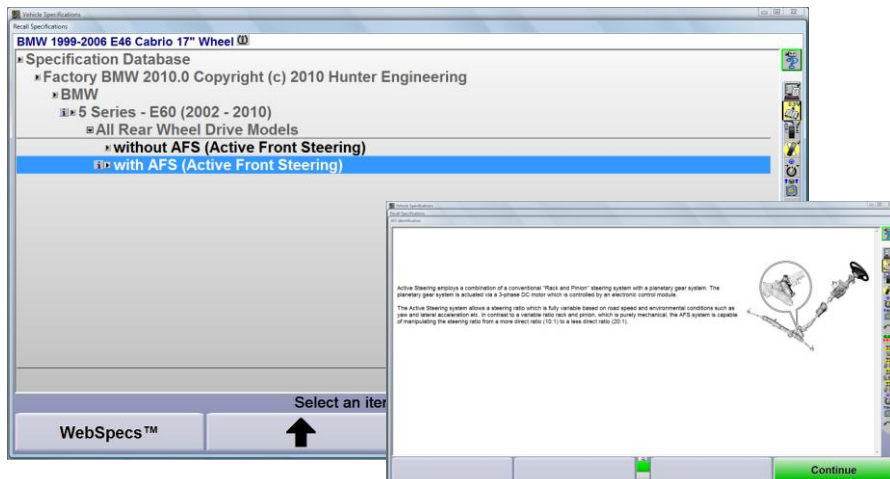 Vehicle Specifications
Recall Specifications
BMW 1999-2006 E46 Cabrio 17" Wheel
Specification Database
Factory BMW 2010.0 Copyright (c) 2010 Hunter Engineering
BMW
5 Series - E60 (2002 - 2010)
All Rear Wheel Drive Models
without AFS (Active Front Steering)
with AFS (Active Front Steering)
Select an iter
WebSpecs™
Vehicle Specifications
Recall Specifications
AFS Identification
Active Steering employs a combination of a conventional "Rack and Pinion" steering system with a planetary gear system. The
planetary gear system is actuated via a 3-phase DC motor which is controlled by an electronic control module.
The Active Steering system allows a steering ratio which is fully variable based on road speed and environmental conditions such as
yaw and lateral acceleration etc. In contrast to a variable ratio rack and pinion, which is purely mechanical, the AFS system is capable
of manipulating the steering ratio from a more direct ratio (10:1) to a less direct ratio (20:1).
Continue